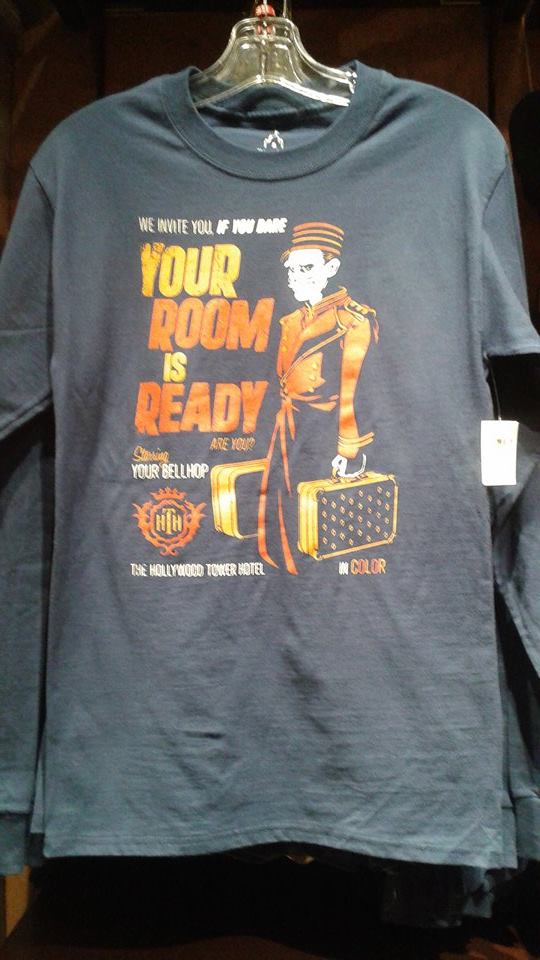 WE INVITE YOU, IF YOU DARE
YOUR
ROOM
IS
READY
ARE YOU?
Starring
YOUR BELLHOP
HTH
THE HOLLYWOOD TOWER HOTEL
IN COLOR